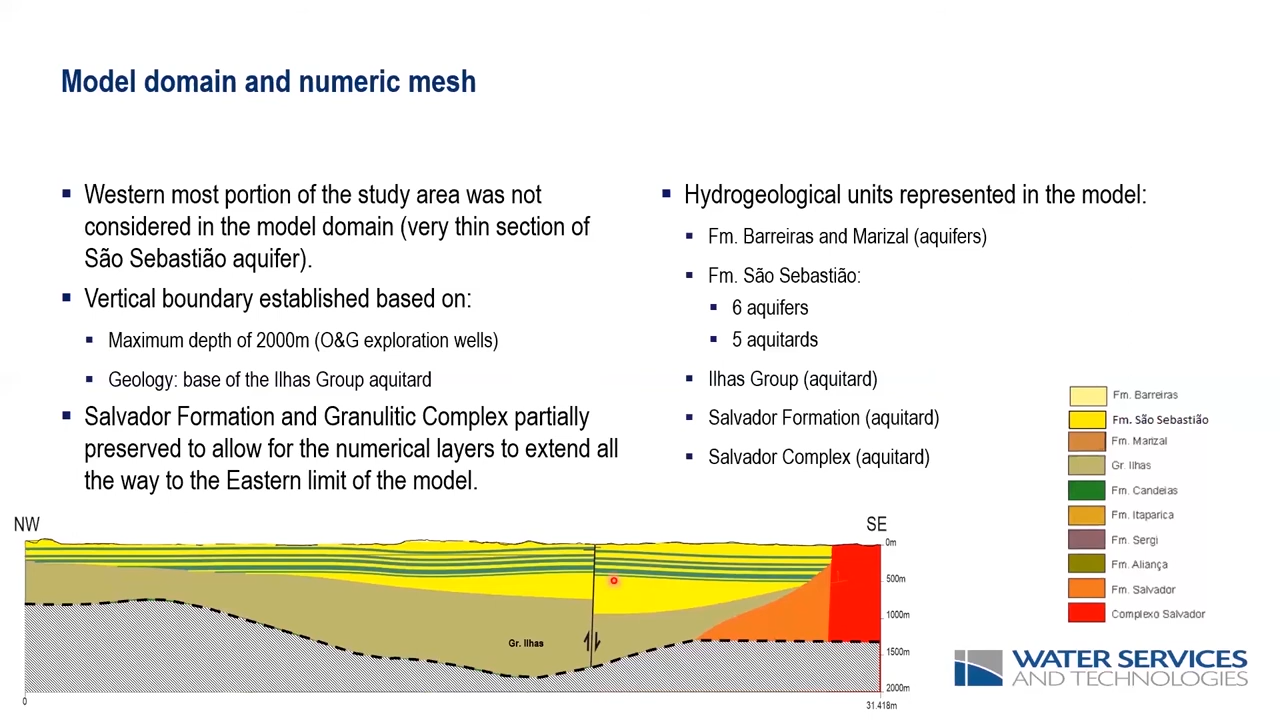 Model domain and numeric mesh
Western most portion of the study area was not
considered in the model domain (very thin section of
São Sebastião aquifer).
Vertical boundary established based on:
Maximum depth of 2000m (O&G exploration wells)
Geology: base of the Ilhas Group aquitard
Salvador Formation and Granulitic Complex partially
preserved to allow for the numerical layers to extend all
the way to the Eastern limit of the model.
Hydrogeological units represented in the model:
Fm. Barreiras and Marizal (aquifers)
Fm. São Sebastião:
6 aquifers
5 aquitards
Ilhas Group (aquitard)
Salvador Formation (aquitard)
Salvador Complex (aquitard)
Fm. Barreiras
Fm. São Sebastião
Fm. Marizal
Gr. Ilhas
Fm. Candeias
Fm. Itaparica
Fm. Sergi
Fm. Aliança
Fm. Salvador
Complexo Salvador
NW
SE
0m
500m
1000m
1500m
2000m
Gr. Ilhas
0
31.418m
WATER SERVICES
AND TECHNOLOGIES